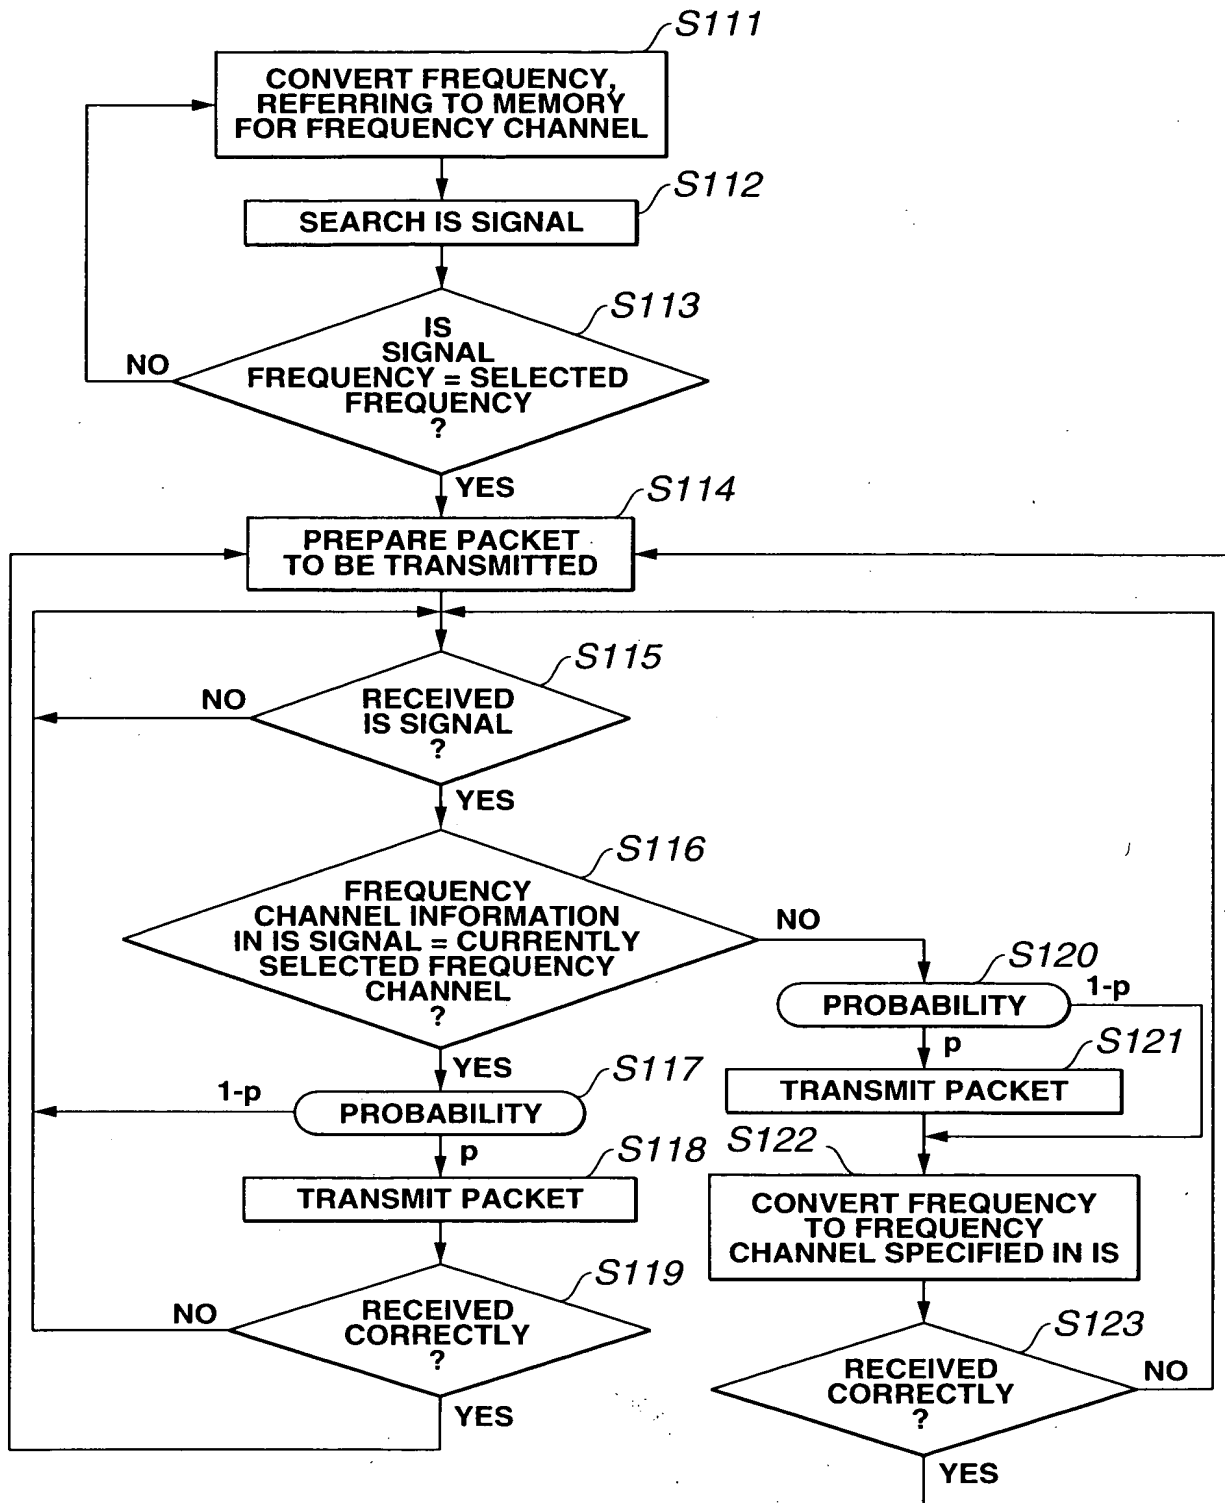 S111
CONVERT FREQUENCY,
REFERRING TO MEMORY
FOR FREQUENCY CHANNEL
S112
SEARCH IS SIGNAL
S113
IS
SIGNAL
FREQUENCY = SELECTED
FREQUENCY
?
NO
YES
S114
PREPARE PACKET
TO BE TRANSMITTED
S115
NO
RECEIVED
IS SIGNAL
?
YES
S116
FREQUENCY
CHANNEL INFORMATION
IN IS SIGNAL = CURRENTLY
SELECTED FREQUENCY
CHANNEL
?
NO
YES
S117
1-p
PROBABILITY
p
S118
TRANSMIT PACKET
S119
NO
RECEIVED
CORRECTLY
?
YES
S120
PROBABILITY
1-p
p
S121
TRANSMIT PACKET
S122
CONVERT FREQUENCY
TO FREQUENCY
CHANNEL SPECIFIED IN IS
S123
RECEIVED
CORRECTLY
?
NO
YES